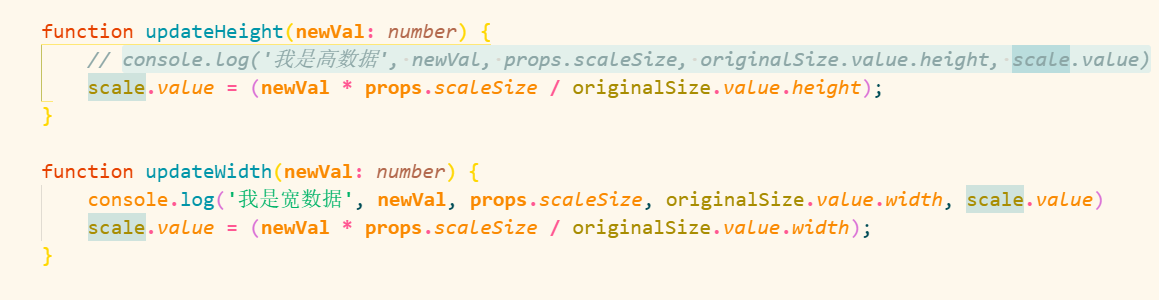 function updateHeight(newVal: number) {
// console.log('我是高数据', newVal, props.scaleSize, originalSize.value.height, scale.value)
scale.value = (newVal * props.scaleSize / originalSize.value.height);
}
function updateWidth(newVal: number) {
console.log('我是宽数据', newVal, props.scaleSize, originalSize.value.width, scale.value)
scale.value = (newVal * props.scaleSize / originalSize.value.width);
}